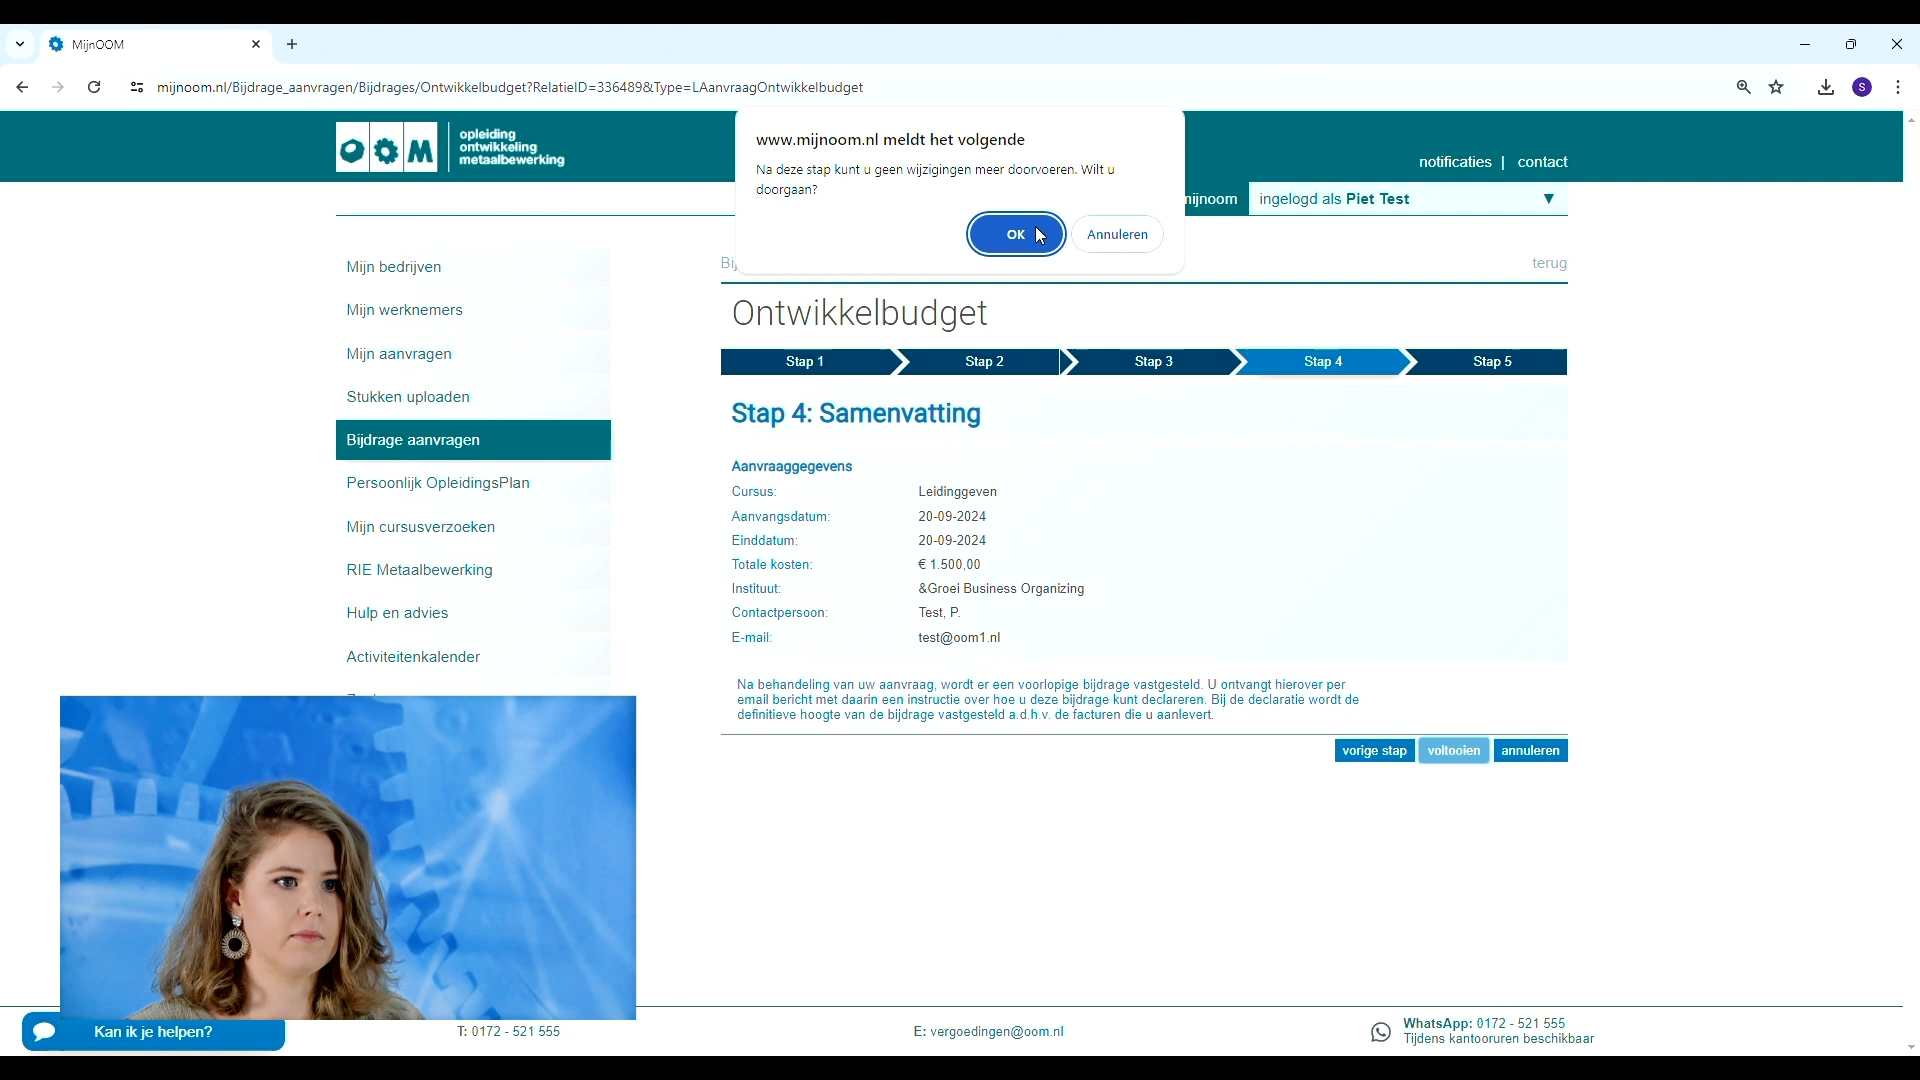 MijnOOM
mijnoom.nl/Bijdrage_aanvragen/Bijdrages/Ontwikkelbudget?RelatieID=336489&Type=LAanvraagOntwikkelbudget
S
OOM
opleiding
ontwikkeling
metaalbewerking
www.mijnoom.nl meldt het volgende
Na deze stap kunt u geen wijzigingen meer doorvoeren. Wilt u
doorgaan?
OK
Annuleren
notificaties | contact
mijnoom
ingelogd als Piet Test
terug
Mijn bedrijven
Mijn werknemers
Mijn aanvragen
Stukken uploaden
Bijdrage aanvragen
Persoonlijk OpleidingsPlan
Mijn cursusverzoeken
RIE Metaalbewerking
Hulp en advies
Activiteitenkalender
Ontwikkelbudget
Stap 1
Stap 2
Stap 3
Stap 4
Stap 5
Stap 4: Samenvatting
Aanvraaggegevens
Cursus: Leidinggeven
Aanvangsdatum: 20-09-2024
Einddatum: 20-09-2024
Totale kosten: € 1.500,00
Instituut: &Groei Business Organizing
Contactpersoon: Test, P.
E-mail: test@oom1.nl
Na behandeling van uw aanvraag, wordt er een voorlopige bijdrage vastgesteld. U ontvangt hierover per
email bericht met daarin een instructie over hoe u deze bijdrage kunt declareren. Bij de declaratie wordt de
definitieve hoogte van de bijdrage vastgesteld a.d.h.v. de facturen die u aanlevert.
vorige stap
voltooien
annuleren
Kan ik je helpen?
T: 0172 - 521 555
E: vergoedingen@oom.nl
WhatsApp: 0172 - 521 555
Tijdens kantooruren beschikbaar